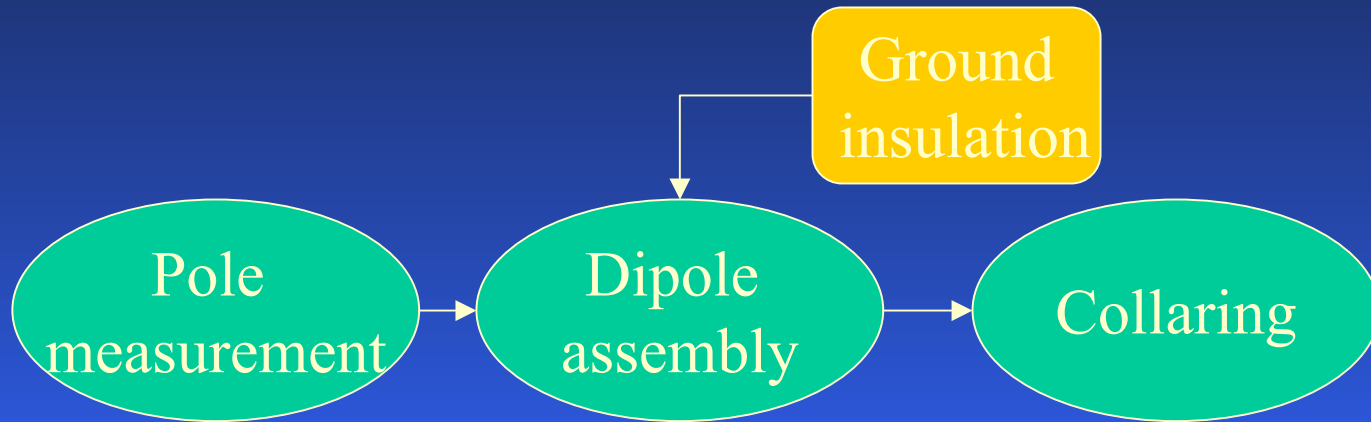 Ground
insulation
Pole
measurement
Dipole
assembly
Collaring